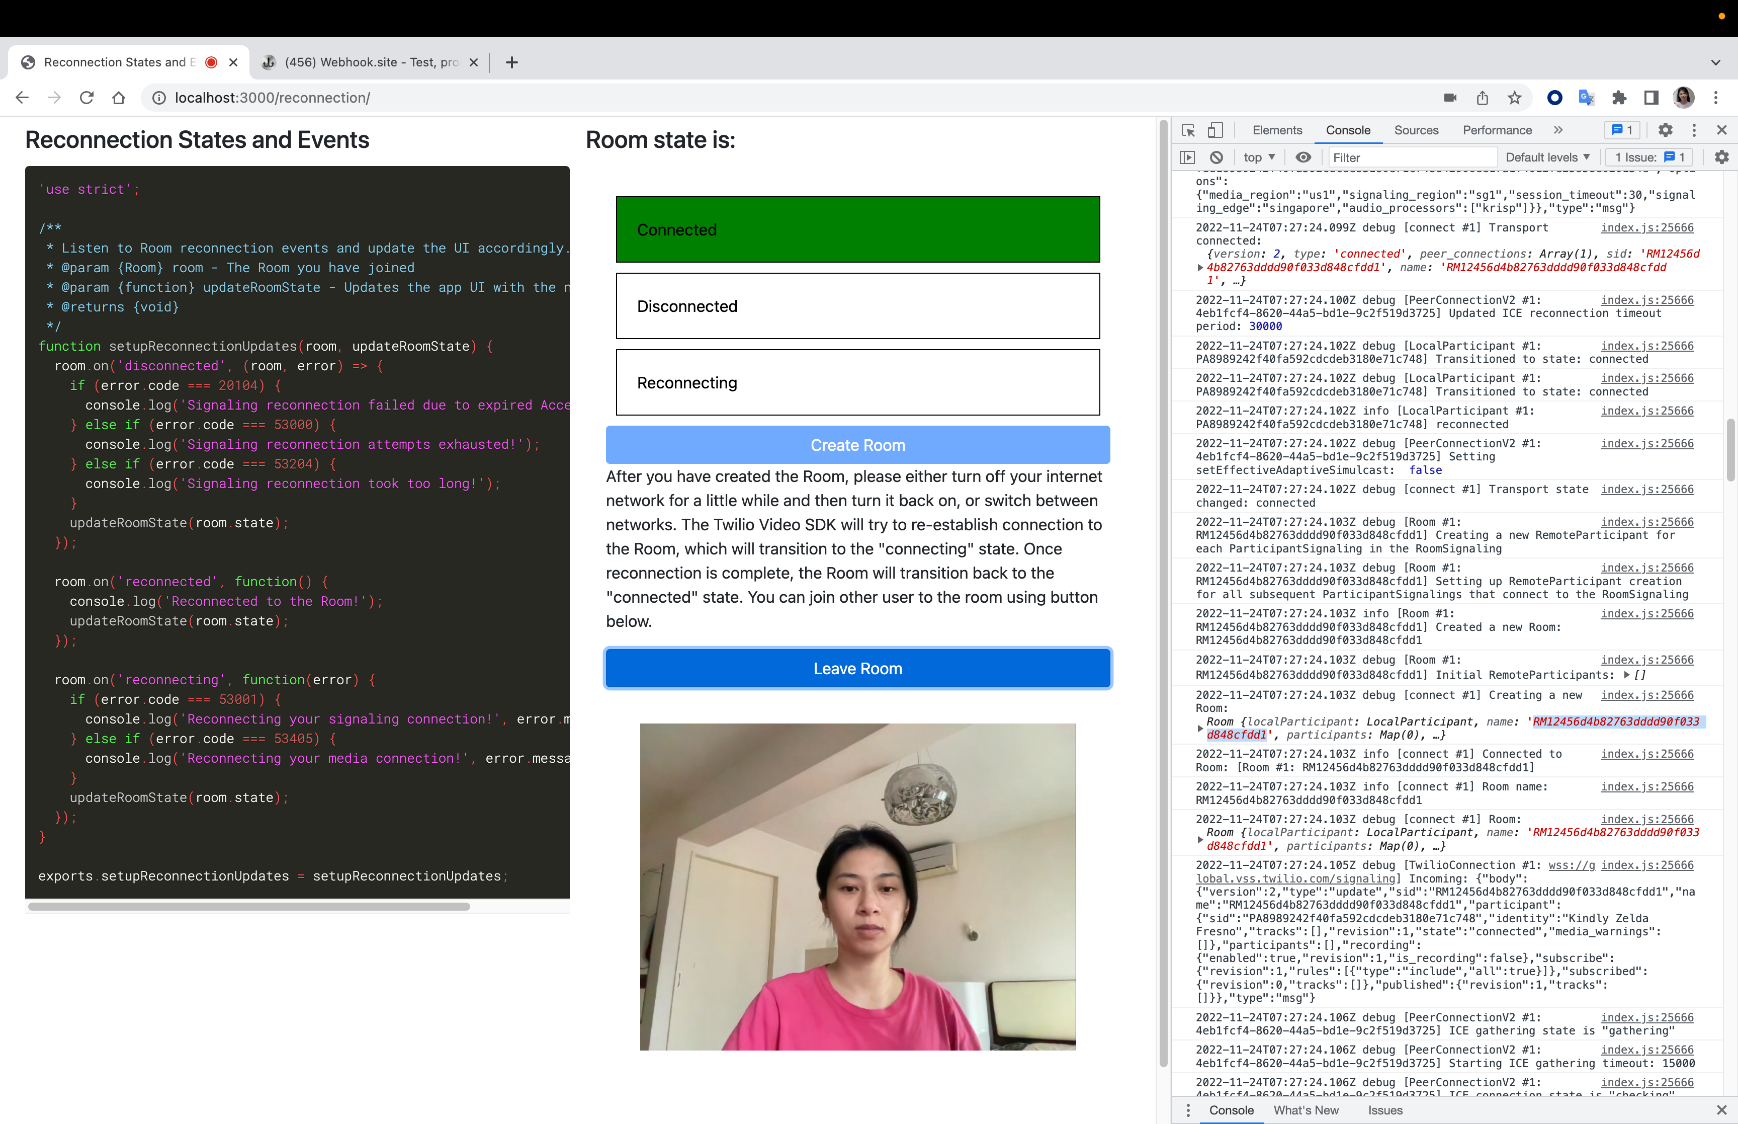 Reconnection States and E
(456) Webhook.site - Test, pro
localhost:3000/reconnection/
Reconnection States and Events
'use strict';
/**
* Listen to Room reconnection events and update the UI accordingly.
* @param {Room} room - The Room you have joined
* @param {function} updateRoomState - Updates the app UI with the n
* @returns {void}
*/
function setupReconnectionUpdates(room, updateRoomState) {
room.on('disconnected', (room, error) => {
if (error.code === 20104) {
console.log('Signaling reconnection failed due to expired Acce
} else if (error.code === 53000) {
console.log('Signaling reconnection attempts exhausted!');
} else if (error.code === 53204) {
console.log('Signaling reconnection took too long!');
}
updateRoomState(room.state);
});
room.on('reconnected', function() {
console.log('Reconnected to the Room!');
updateRoomState(room.state);
});
room.on('reconnecting', function(error) {
if (error.code === 53001) {
console.log('Reconnecting your signaling connection!', error.m
} else if (error.code === 53405) {
console.log('Reconnecting your media connection!', error.messa
}
updateRoomState(room.state);
});
}
exports.setupReconnectionUpdates = setupReconnectionUpdates;
Room state is:
Connected
Disconnected
Reconnecting
Create Room
After you have created the Room, please either turn off your internet
network for a little while and then turn it back on, or switch between
networks. The Twilio Video SDK will try to re-establish connection to
the Room, which will transition to the "connecting" state. Once
reconnection is complete, the Room will transition back to the
"connected" state. You can join other user to the room using button
below.
Leave Room
Elements Console Sources Performance » 1
top Filter Default levels 1 Issue: 1
ons":
{"media_region":"us1","signaling_region":"sg1","session_timeout":30,"signal
ing_edge":"singapore","audio_processors":["krisp"]}},"type":"msg"}
2022-11-24T07:27:24.099Z debug [connect #1] Transport index.js:25666
connected:
{version: 2, type: 'connected', peer_connections: Array(1), sid: 'RM12456d
4b82763dddd90f033d848cfdd1', name: 'RM12456d4b82763dddd90f033d848cfdd
1', …}
2022-11-24T07:27:24.100Z debug [PeerConnectionV2 #1: index.js:25666
4eb1fcf4-8620-44a5-bd1e-9c2f519d3725] Updated ICE reconnection timeout
period: 30000
2022-11-24T07:27:24.102Z debug [LocalParticipant #1: index.js:25666
PA8989242f40fa592cdcdeb3180e71c748] Transitioned to state: connected
2022-11-24T07:27:24.102Z debug [LocalParticipant #1: index.js:25666
PA8989242f40fa592cdcdeb3180e71c748] Transitioned to state: connected
2022-11-24T07:27:24.102Z info [LocalParticipant #1: index.js:25666
PA8989242f40fa592cdcdeb3180e71c748] reconnected
2022-11-24T07:27:24.102Z debug [PeerConnectionV2 #1: index.js:25666
4eb1fcf4-8620-44a5-bd1e-9c2f519d3725] Setting
setEffectiveAdaptiveSimulcast: false
2022-11-24T07:27:24.102Z debug [connect #1] Transport state index.js:25666
changed: connected
2022-11-24T07:27:24.103Z debug [Room #1: index.js:25666
RM12456d4b82763dddd90f033d848cfdd1] Creating a new RemoteParticipant for
each ParticipantSignaling in the RoomSignaling
2022-11-24T07:27:24.103Z debug [Room #1: index.js:25666
RM12456d4b82763dddd90f033d848cfdd1] Setting up RemoteParticipant creation
for all subsequent ParticipantSignalings that connect to the RoomSignaling
2022-11-24T07:27:24.103Z info [Room #1: index.js:25666
RM12456d4b82763dddd90f033d848cfdd1] Created a new Room:
RM12456d4b82763dddd90f033d848cfdd1
2022-11-24T07:27:24.103Z debug [Room #1: index.js:25666
RM12456d4b82763dddd90f033d848cfdd1] Initial RemoteParticipants: []
2022-11-24T07:27:24.103Z debug [connect #1] Creating a new index.js:25666
Room:
Room {localParticipant: LocalParticipant, name: 'RM12456d4b82763dddd90f033
d848cfdd1', participants: Map(0), …}
2022-11-24T07:27:24.103Z info [connect #1] Connected to index.js:25666
Room: [Room #1: RM12456d4b82763dddd90f033d848cfdd1]
2022-11-24T07:27:24.103Z info [connect #1] Room name: index.js:25666
RM12456d4b82763dddd90f033d848cfdd1
2022-11-24T07:27:24.103Z debug [connect #1] Room: index.js:25666
Room {localParticipant: LocalParticipant, name: 'RM12456d4b82763dddd90f033
d848cfdd1', participants: Map(0), …}
2022-11-24T07:27:24.105Z debug [TwilioConnection #1: wss://g index.js:25666
lobal.vss.twilio.com/signaling] Incoming: {"body":
{"version":2,"type":"update","sid":"RM12456d4b82763dddd90f033d848cfdd1","na
me":"RM12456d4b82763dddd90f033d848cfdd1","participant":
{"sid":"PA8989242f40fa592cdcdeb3180e71c748","identity":"Kindly Zelda
Fresno","tracks":[],"revision":1,"state":"connected","media_warnings":
[]},"participants":[],"recording":
{"enabled":true,"revision":1,"is_recording":false},"subscribe":
{"revision":1,"rules":[{"type":"include","all":true}]},"subscribed":
{"revision":0,"tracks":[]},"published":{"revision":1,"tracks":
[]}},"type":"msg"}
2022-11-24T07:27:24.106Z debug [PeerConnectionV2 #1: index.js:25666
4eb1fcf4-8620-44a5-bd1e-9c2f519d3725] ICE gathering state is "gathering"
2022-11-24T07:27:24.106Z debug [PeerConnectionV2 #1: index.js:25666
4eb1fcf4-8620-44a5-bd1e-9c2f519d3725] Starting ICE gathering timeout: 15000
2022-11-24T07:27:24.106Z debug [PeerConnectionV2 #1: index.js:25666
4eb1fcf4-8620-44a5-bd1e-9c2f519d3725] ICE connection state is "checking"
Console What's New Issues